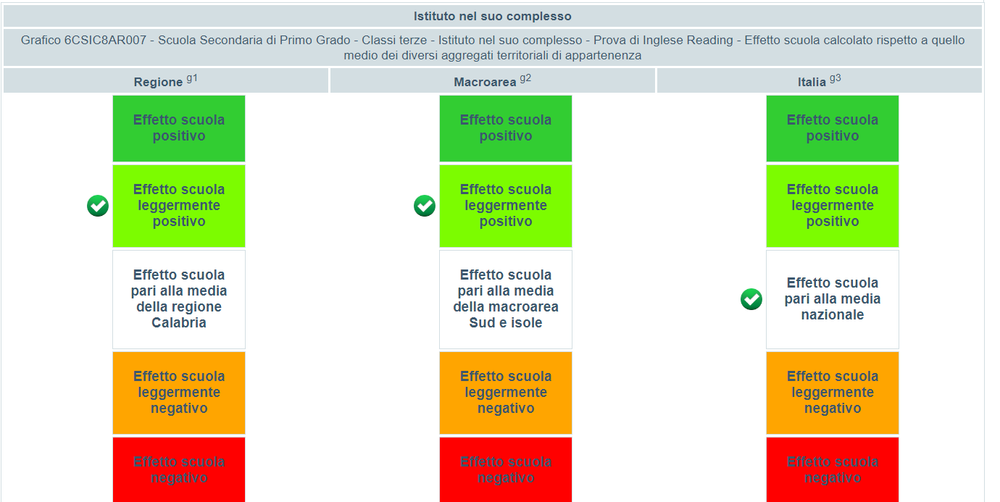 Istituto nel suo complesso
Grafico 6CSIC8AR007 - Scuola Secondaria di Primo Grado - Classi terze - Istituto nel suo complesso - Prova di Inglese Reading - Effetto scuola calcolato rispetto a quello
medio dei diversi aggregati territoriali di appartenenza
Regione g1
Macroarea g2
Italia g3
Effetto scuola
positivo
Effetto scuola
positivo
Effetto scuola
positivo
Effetto scuola
leggermente
positivo
Effetto scuola
leggermente
positivo
Effetto scuola
leggermente
positivo
Effetto scuola
pari alla media
della regione
Calabria
Effetto scuola
pari alla media
della macroarea
Sud e isole
Effetto scuola
pari alla media
nazionale
Effetto scuola
leggermente
negativo
Effetto scuola
leggermente
negativo
Effetto scuola
leggermente
negativo
Effetto scuola
negativo
Effetto scuola
negativo
Effetto scuola
negativo